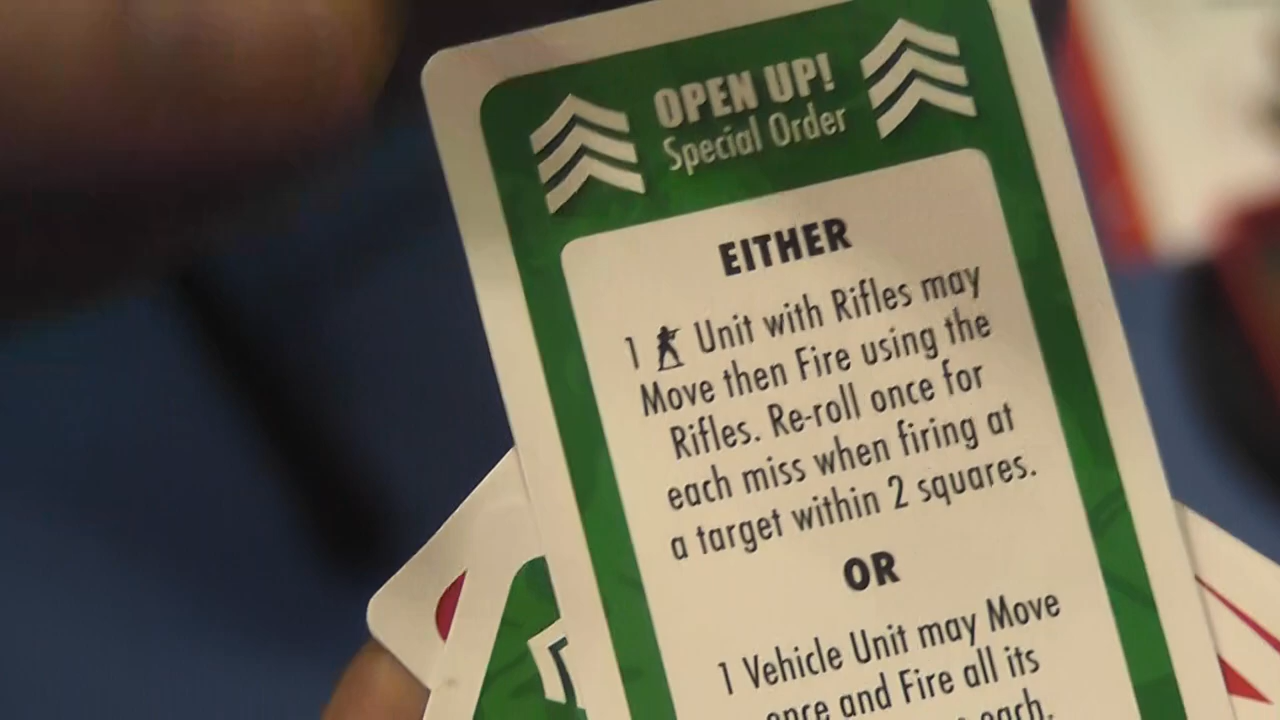 OPEN UP!
Special Order
EITHER
1 Unit with Rifles may
Move then Fire using the
Rifles. Re-roll once for
each miss when firing at
a target within 2 squares.
OR
1 Vehicle Unit may Move
once and Fire all its
each.